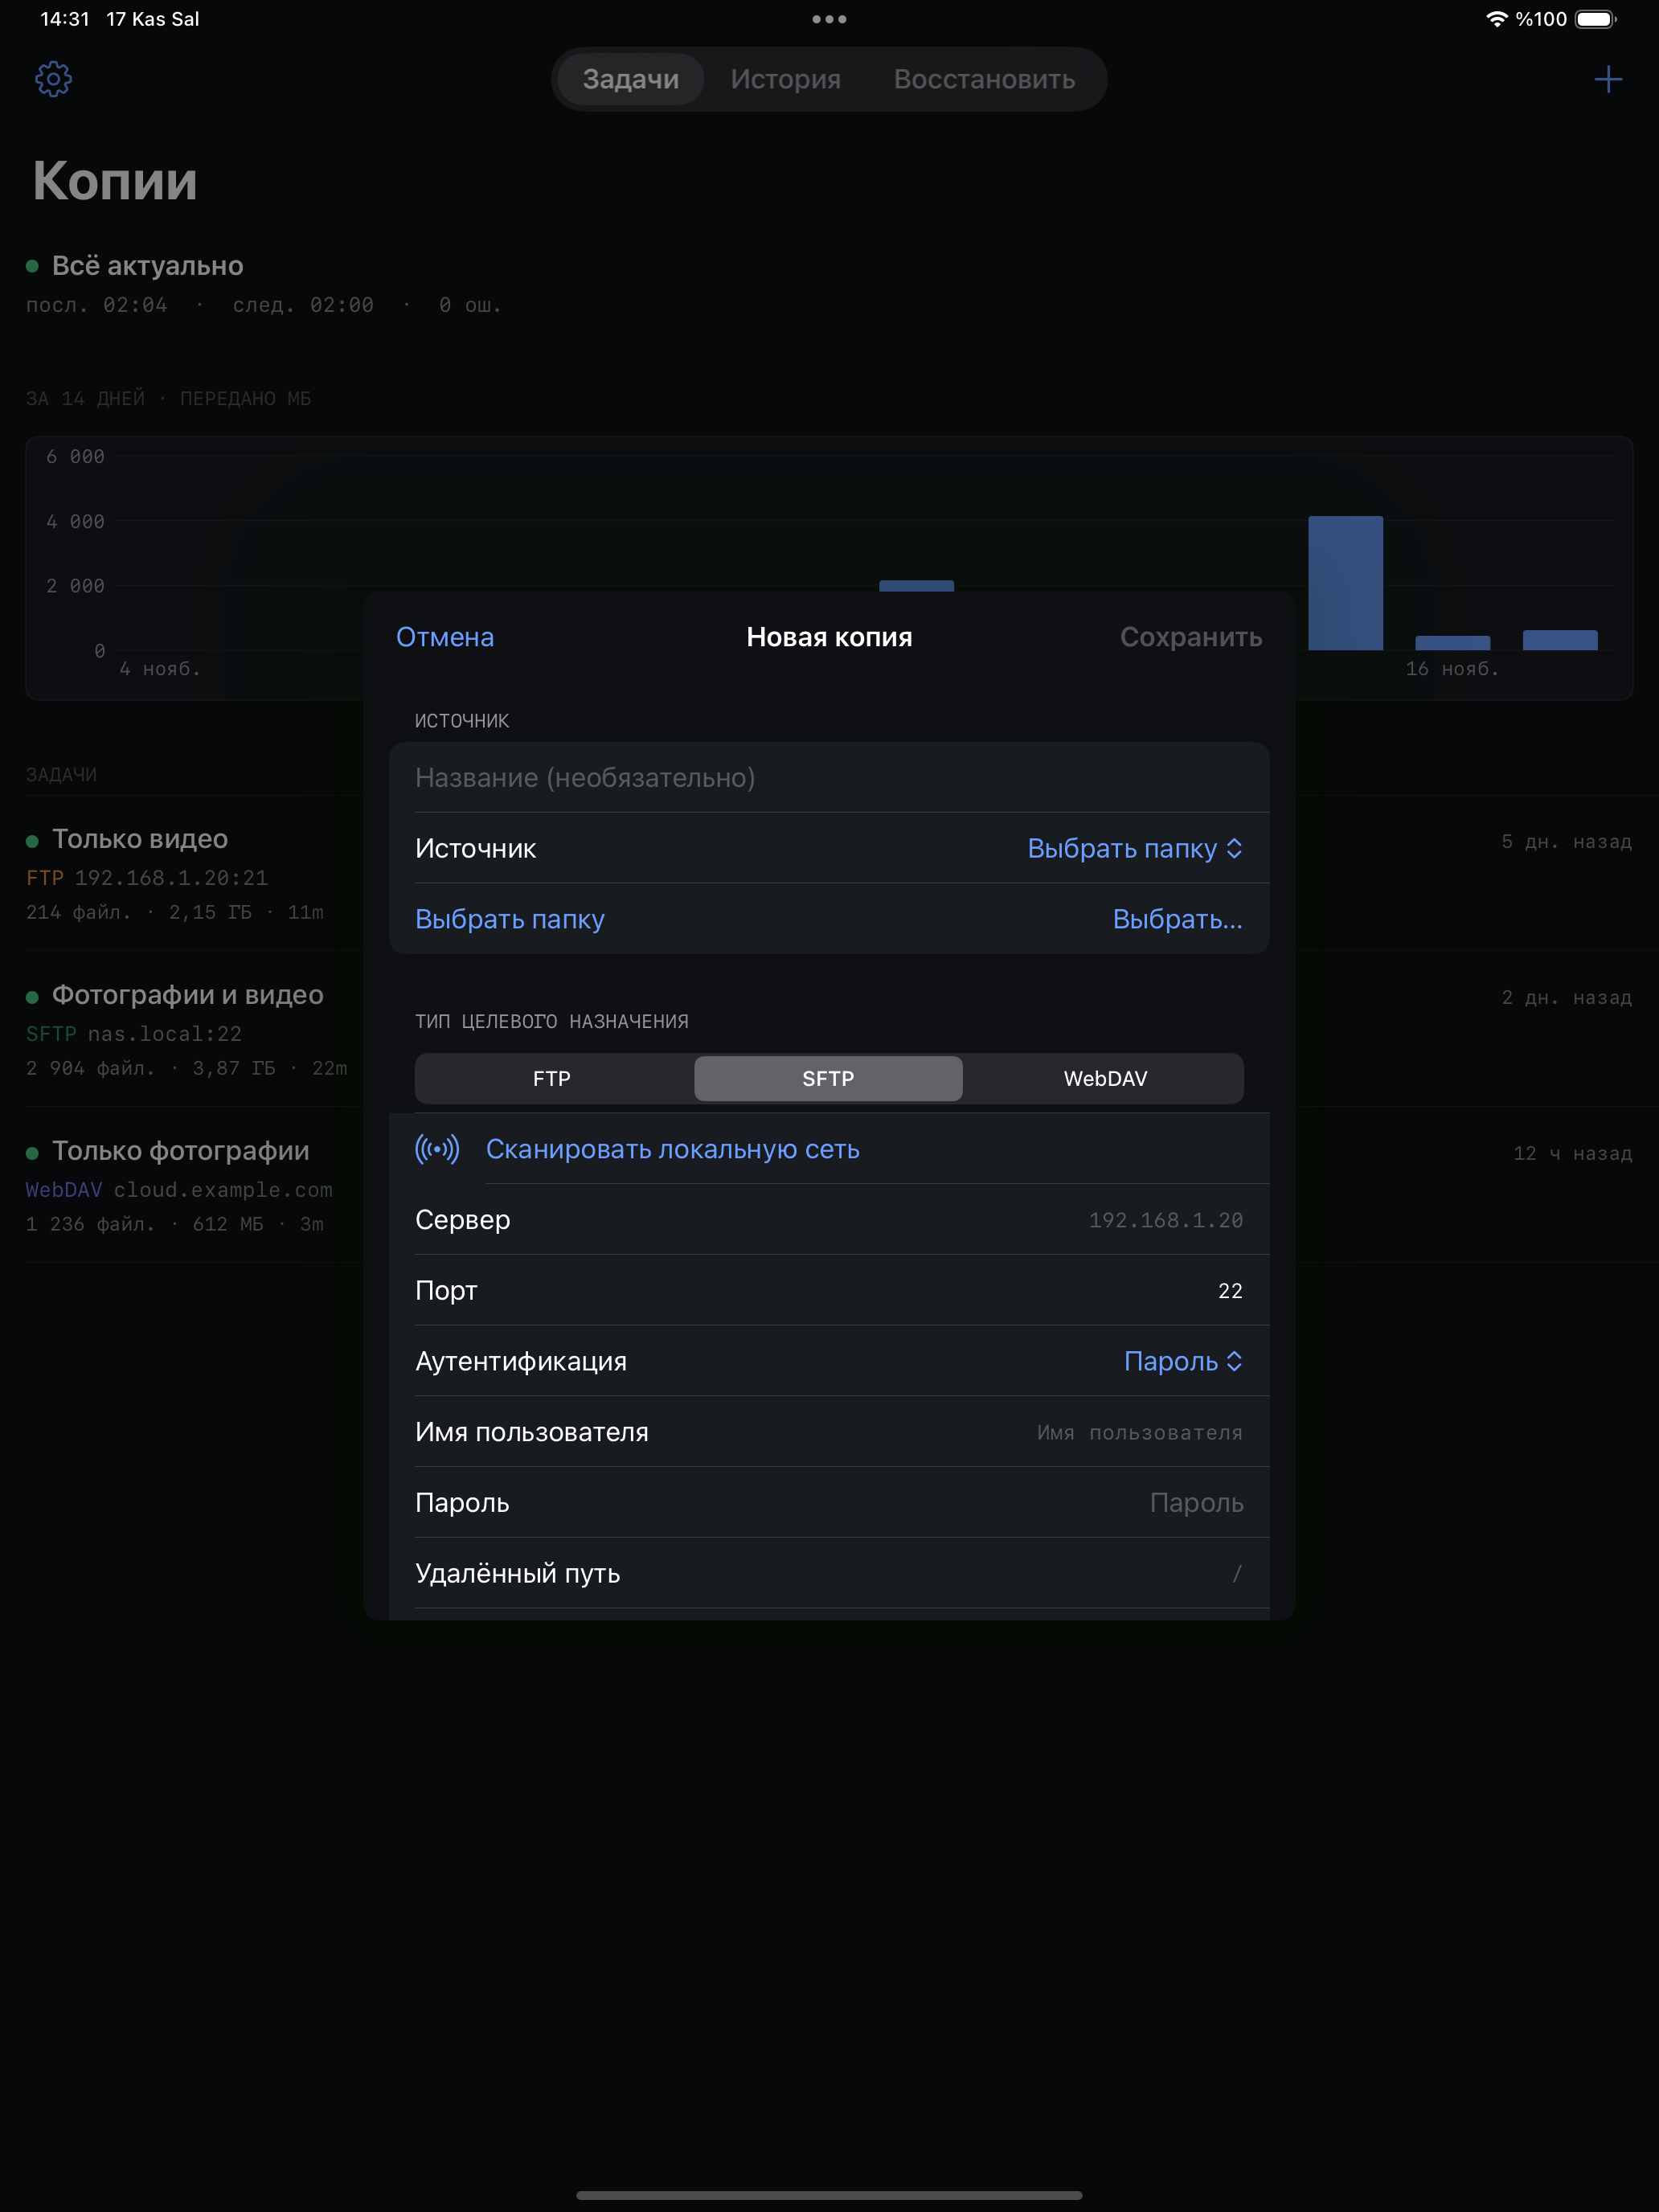 14:31 17 Kas Sal
%100
Задачи История Восстановить
Копии
Всё актуально
посл. 02:04 · след. 02:00 · 0 ош.
ЗА 14 ДНЕЙ · ПЕРЕДАНО МБ
6 000
4 000
2 000
0
4 нояб.
16 нояб.
ЗАДАЧИ
Только видео
5 дн. назад
FTP 192.168.1.20:21
214 файл. · 2,15 ГБ · 11m
Фотографии и видео
2 дн. назад
SFTP nas.local:22
2 904 файл. · 3,87 ГБ · 22m
Только фотографии
12 ч назад
WebDAV cloud.example.com
1 236 файл. · 612 МБ · 3m
Отмена Новая копия Сохранить
ИСТОЧНИК
Название (необязательно)
Источник Выбрать папку
Выбрать папку Выбрать...
ТИП ЦЕЛЕВОГО НАЗНАЧЕНИЯ
FTP SFTP WebDAV
Сканировать локальную сеть
Сервер 192.168.1.20
Порт 22
Аутентификация Пароль
Имя пользователя Имя пользователя
Пароль Пароль
Удалённый путь /